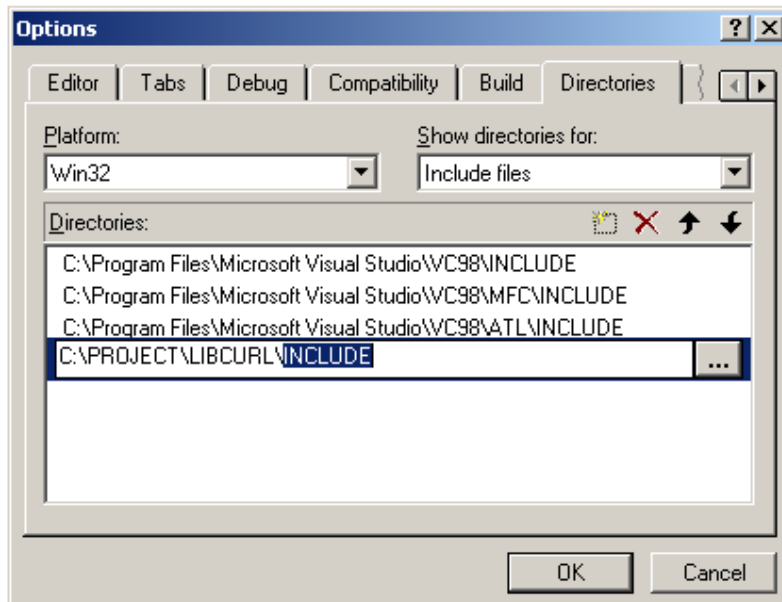 Options
Editor Tabs Debug Compatibility Build Directories
Platform: Show directories for:
Win32 Include files
Directories:
C:\Program Files\Microsoft Visual Studio\VC98\INCLUDE
C:\Program Files\Microsoft Visual Studio\VC98\MFC\INCLUDE
C:\Program Files\Microsoft Visual Studio\VC98\ATL\INCLUDE
C:\PROJECT\LIBCURL\INCLUDE ...
OK Cancel